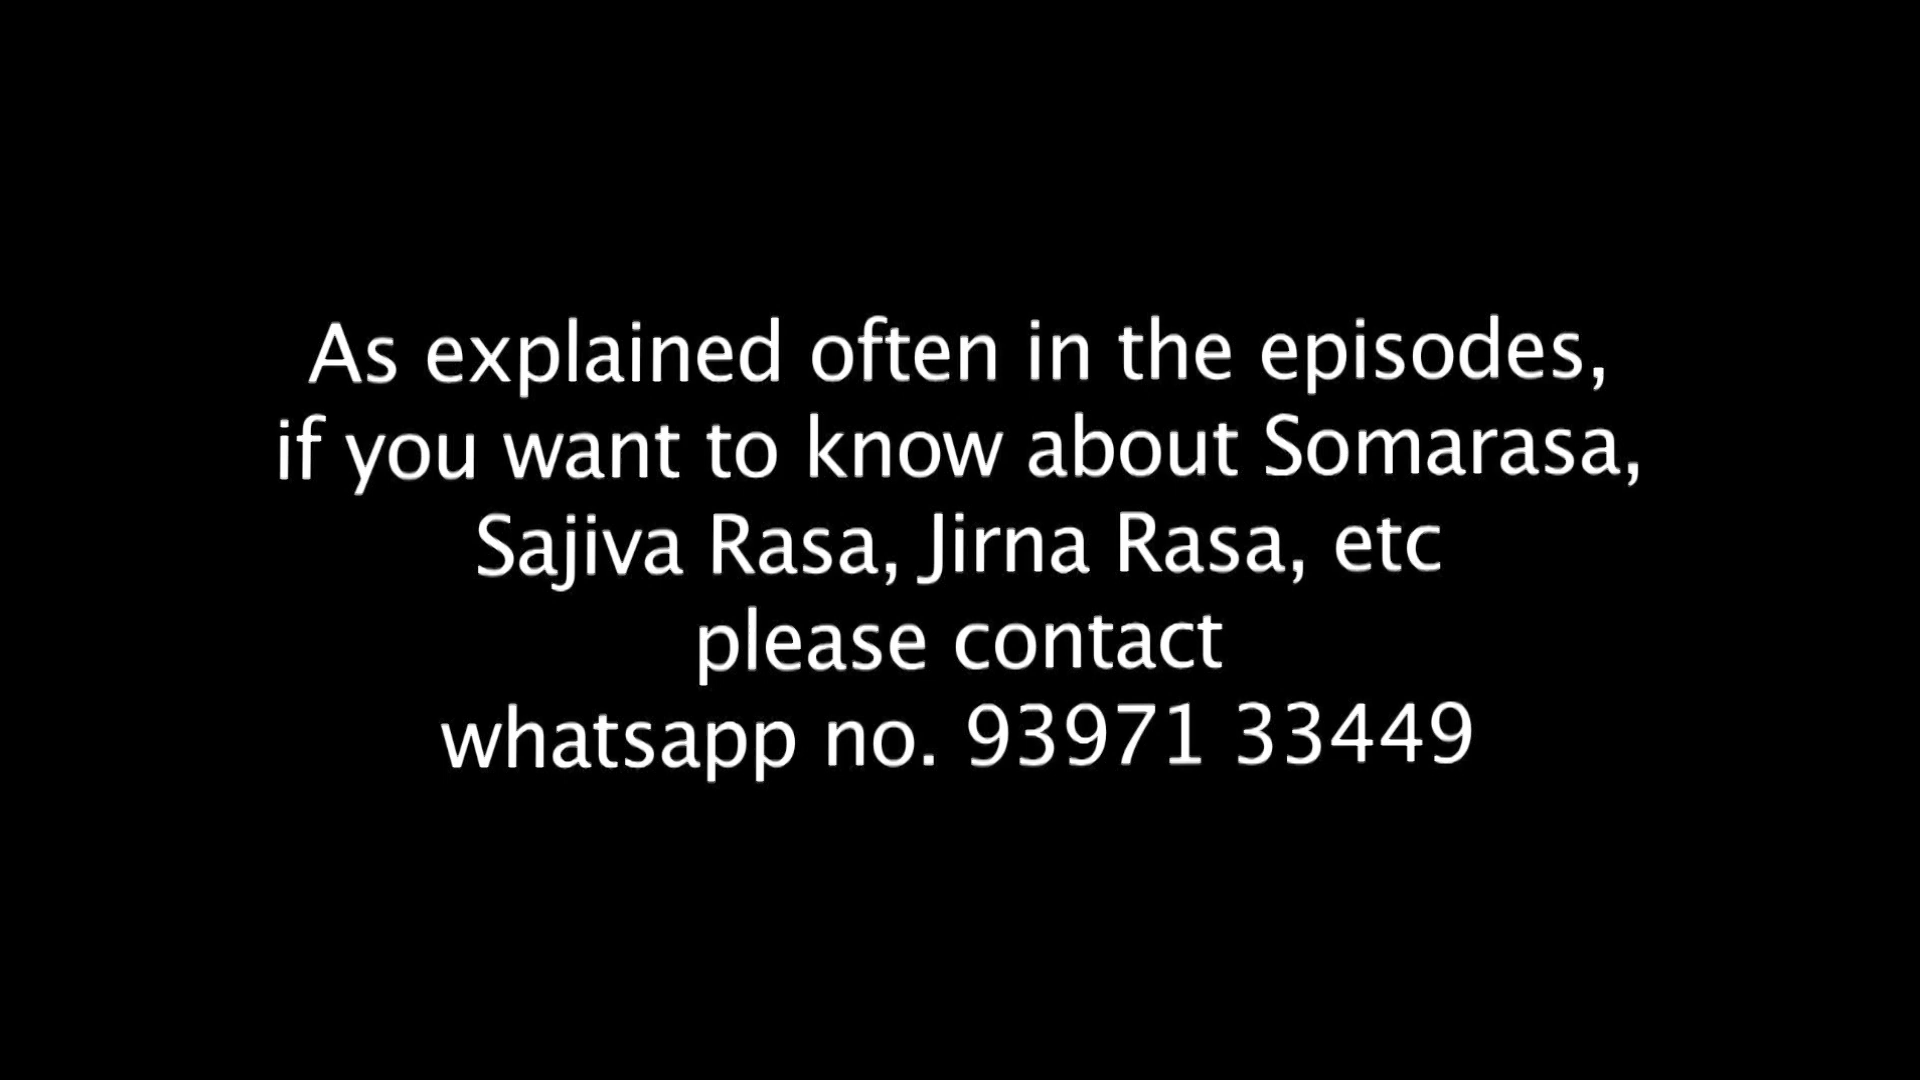 As explained often in the episodes,
if you want to know about Somarasa,
Sajiva Rasa, Jirna Rasa, etc
please contact
whatsapp no. 93971 33449